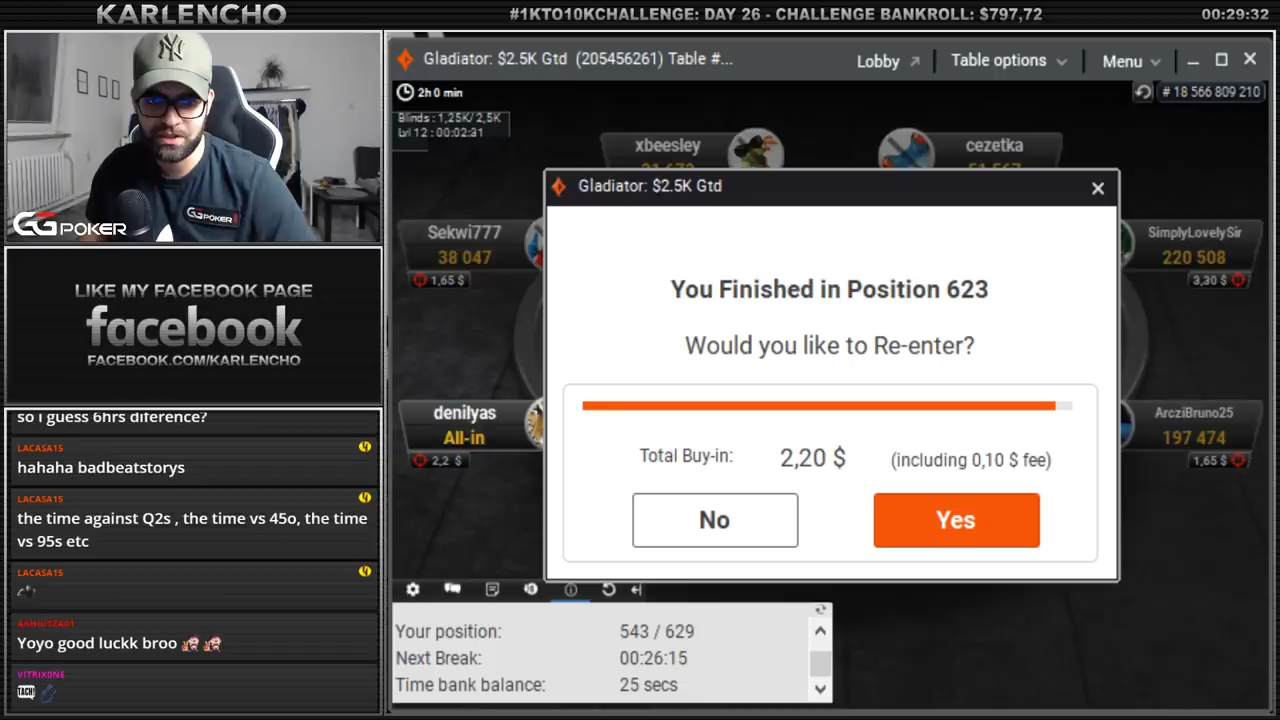 KARLENCHO
#1KTO10KCHALLENGE: DAY 26 - CHALLENGE BANKROLL: $797,72
00:29:32
GG POKER
LIKE MY FACEBOOK PAGE
facebook
FACEBOOK.COM/KARLENCHO
so i guess 6hrs diference?
LACASA15
hahaha badbeatstorys
LACASA15
the time against Q2s , the time vs 45o, the time
vs 95s etc
LACASA15
Yoyo good luckk broo
VITRIXONE
Gladiator: $2.5K Gtd (205456261) Table #...
Lobby
Table options
Menu
2h 0 min
# 18 566 809 210
Blinds : 1,25K/ 2,5K
Lvl 12 : 00:02:31
xbeesley
cezetka
Sekwi777
38 047
1,65 $
SimplyLovelySir
220 508
3,30 $
denilyas
All-in
2,2 $
ArcziBruno25
197 474
1,65 $
Gladiator: $2.5K Gtd
You Finished in Position 623
Would you like to Re-enter?
Total Buy-in: 2,20 $ (including 0,10 $ fee)
No
Yes
Your position: 543 / 629
Next Break: 00:26:15
Time bank balance: 25 secs